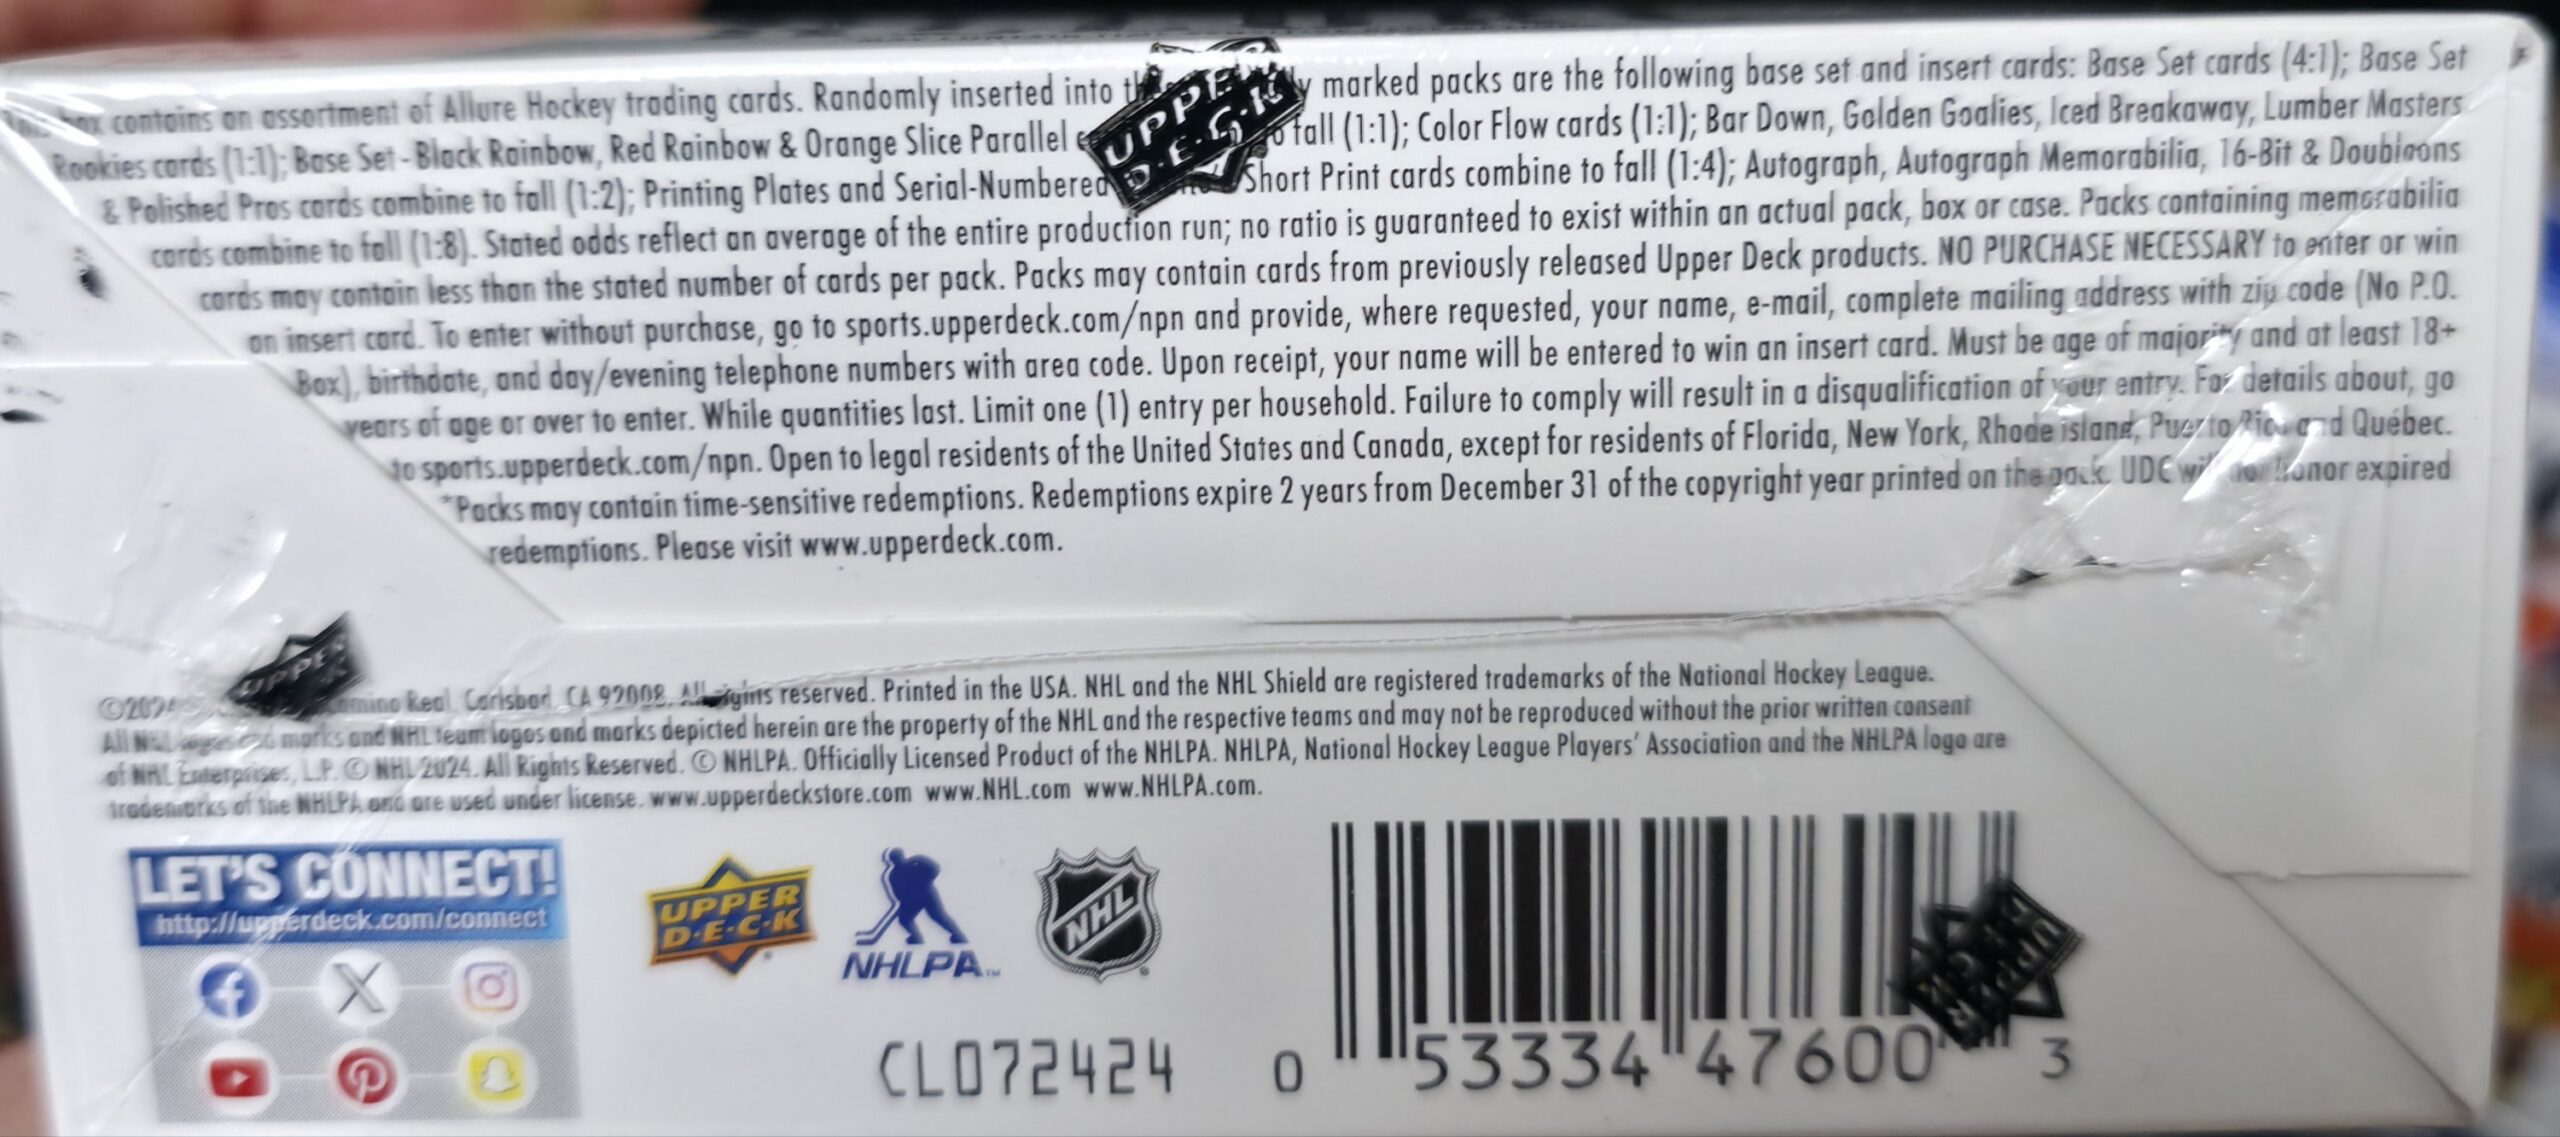 box contains an assortment of Allure Hockey trading cards. Randomly inserted into marked packs are the following base set and insert cards: Base Set cards (4:1); Base Set
Rookies cards (1:1); Base Set - Black Rainbow, Red Rainbow & Orange Slice Parallel fall (1:1); Color Flow cards (1:1); Bar Down, Golden Goalies, Iced Breakaway, Lumber Masters
& Polished Pros cards combine to fall (1:2); Printing Plates and Serial-Numbered Short Print cards combine to fall (1:4); Autograph, Autograph Memorabilia, 16-Bit & Doubloons
cards combine to fall (1:8). Stated odds reflect an average of the entire production run; no ratio is guaranteed to exist within an actual pack, box or case. Packs containing memorabilia
cards may contain less than the stated number of cards per pack. Packs may contain cards from previously released Upper Deck products. NO PURCHASE NECESSARY to enter or win
an insert card. To enter without purchase, go to sports.upperdeck.com/npn and provide, where requested, your name, e-mail, complete mailing address with zip code (No P.O.
Box), birthdate, and day/evening telephone numbers with area code. Upon receipt, your name will be entered to win an insert card. Must be age of majority and at least 18+
years of age or over to enter. While quantities last. Limit one (1) entry per household. Failure to comply will result in a disqualification of your entry. For details about, go
to sports.upperdeck.com/npn. Open to legal residents of the United States and Canada, except for residents of Florida, New York, Rhode island, Puerto Rico and Québec.
*Packs may contain time-sensitive redemptions. Redemptions expire 2 years from December 31 of the copyright year printed on the pack. UDC will not honor expired
redemptions. Please visit www.upperdeck.com.
UPPER D·E·C·K
UPPER
©2024 Camino Real, Carlsbad, CA 92008. All rights reserved. Printed in the USA. NHL and the NHL Shield are registered trademarks of the National Hockey League.
All NHL logos and marks and NHL team logos and marks depicted herein are the property of the NHL and the respective teams and may not be reproduced without the prior written consent
of NHL Enterprises, L.P. © NHL 2024. All Rights Reserved. © NHLPA. Officially Licensed Product of the NHLPA. NHLPA, National Hockey League Players' Association and the NHLPA logo are
trademarks of the NHLPA and are used under license. www.upperdeckstore.com www.NHL.com www.NHLPA.com.
LET'S CONNECT!
http://upperdeck.com/connect
UPPER
D·E·C·K
NHLPA™
NHL
CL072424
0 53334 47600 3